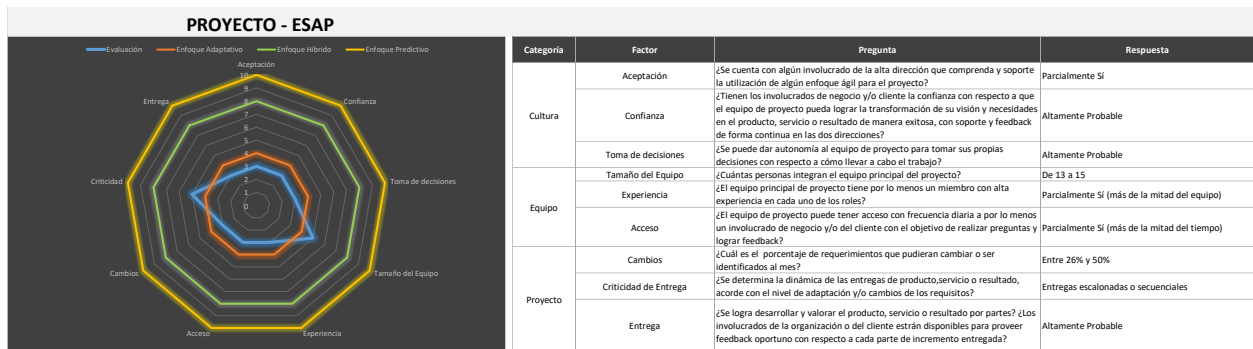 PROYECTO - ESAP
Evaluación
Enfoque Adaptativo
Enfoque Híbrido
Enfoque Predictivo
Aceptación
Confianza
Toma de decisiones
Tamaño del Equipo
Experiencia
Acceso
Cambios
Criticidad
Entrega
10
9
8
7
6
5
4
3
2
1
0
Categoría Factor Pregunta Respuesta
Cultura
Aceptación
¿Se cuenta con algún involucrado de la alta dirección que comprenda y soporte
la utilización de algún enfoque ágil para el proyecto?
Parcialmente Sí
Confianza
¿Tienen los involucrados de negocio y/o cliente la confianza con respecto a que
el equipo de proyecto pueda lograr la transformación de su visión y necesidades
en el producto, servicio o resultado de manera exitosa, con soporte y feedback
de forma continua en las dos direcciones?
Altamente Probable
Toma de decisiones
¿Se puede dar autonomía al equipo de proyecto para tomar sus propias
decisiones con respecto a cómo llevar a cabo el trabajo?
Altamente Probable
Equipo
Tamaño del Equipo
¿Cuántas personas integran el equipo principal del proyecto?
De 13 a 15
Experiencia
¿El equipo principal de proyecto tiene por lo menos un miembro con alta
experiencia en cada uno de los roles?
Parcialmente Sí (más de la mitad del equipo)
Acceso
¿El equipo de proyecto puede tener acceso con frecuencia diaria a por lo menos
un involucrado de negocio y/o del cliente con el objetivo de realizar preguntas y
lograr feedback?
Parcialmente Sí (más de la mitad del tiempo)
Proyecto
Cambios
¿Cuál es el porcentaje de requerimientos que pudieran cambiar o ser
identificados al mes?
Entre 26% y 50%
Criticidad de Entrega
¿Se determina la dinámica de las entregas de producto,servicio o resultado,
acorde con el nivel de adaptación y/o cambios de los requisitos?
Entregas escalonadas o secuenciales
Entrega
¿Se logra desarrollar y valorar el producto, servicio o resultado por partes? ¿Los
involucrados de la organización o del cliente estarán disponibles para proveer
feedback oportuno con respecto a cada parte de incremento entregada?
Altamente Probable